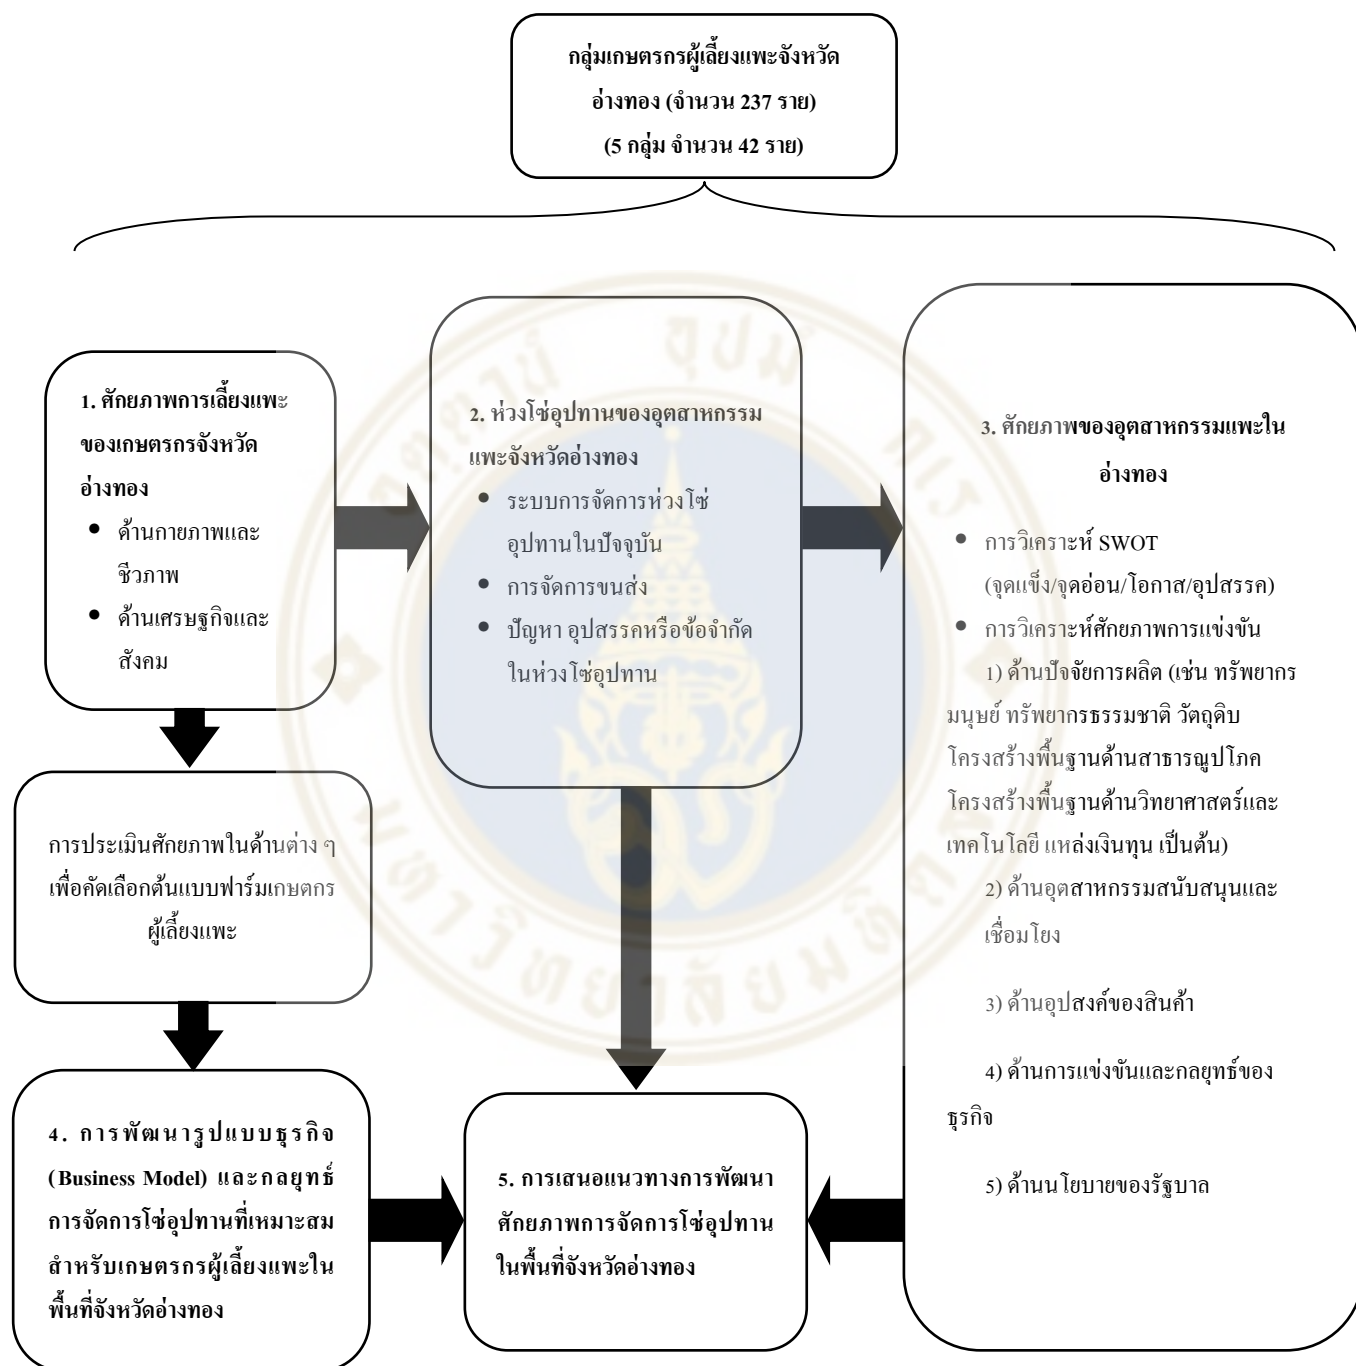 กลุ่มเกษตรกรผู้เลี้ยงแพะจังหวัด
อ่างทอง (จำนวน 237 ราย)
(5 กลุ่ม จำนวน 42 ราย)
1. ศักยภาพการเลี้ยงแพะ
ของเกษตรกรจังหวัด
อ่างทอง
• ด้านกายภาพและ
ชีวภาพ
• ด้านเศรษฐกิจและ
สังคม
2. ห่วงโซ่อุปทานของอุตสาหกรรม
แพะจังหวัดอ่างทอง
• ระบบการจัดการห่วงโซ่
อุปทานในปัจจุบัน
• การจัดการขนส่ง
• ปัญหา อุปสรรคหรือข้อจำกัด
ในห่วงโซ่อุปทาน
3. ศักยภาพของอุตสาหกรรมแพะใน
อ่างทอง
• การวิเคราะห์ SWOT
(จุดแข็ง/จุดอ่อน/โอกาส/อุปสรรค)
• การวิเคราะห์ศักยภาพการแข่งขัน
1) ด้านปัจจัยการผลิต (เช่น ทรัพยากร
มนุษย์ ทรัพยากรธรรมชาติ วัตถุดิบ
โครงสร้างพื้นฐานด้านสาธารณูปโภค
โครงสร้างพื้นฐานด้านวิทยาศาสตร์และ
เทคโนโลยี แหล่งเงินทุน เป็นต้น)
2) ด้านอุตสาหกรรมสนับสนุนและ
เชื่อมโยง
3) ด้านอุปสงค์ของสินค้า
4) ด้านการแข่งขันและกลยุทธ์ของ
ธุรกิจ
5) ด้านนโยบายของรัฐบาล
การประเมินศักยภาพในด้านต่าง ๆ
เพื่อคัดเลือกต้นแบบฟาร์มเกษตกร
ผู้เลี้ยงแพะ
4. การพัฒนารูปแบบธุรกิจ
(Business Model) และกลยุทธ์
การจัดการโซ่อุปทานที่เหมาะสม
สำหรับเกษตรกรผู้เลี้ยงแพะใน
พื้นที่จังหวัดอ่างทอง
5. การเสนอแนวทางการพัฒนา
ศักยภาพการจัดการโซ่อุปทาน
ในพื้นที่จังหวัดอ่างทอง
อตฺตานํ อุปมํ กเร
มหาวิทยาลัยมหิดล